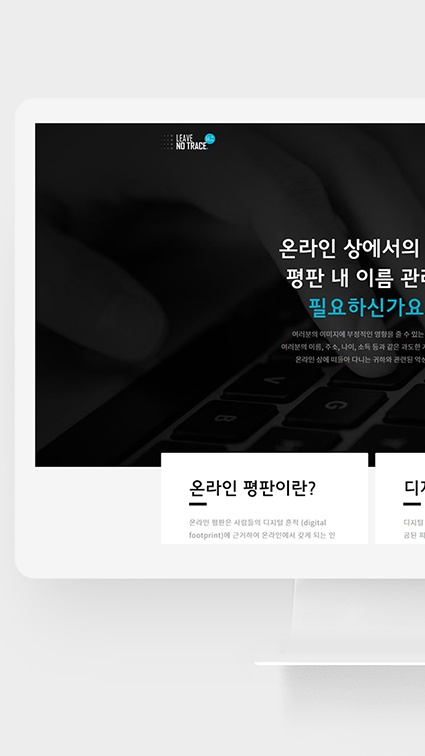 LEAVE
NO TRACE.
온라인 상에서의
평판 내 이름 관리
필요하신가요
여러분의 이미지에 부정적인 영향을 줄 수 있는
여러분의 이름, 주소, 나이, 소득 등과 같은 과도한
온라인 상에 떠돌아 다니는 귀하와 관련된 악성
온라인 평판이란?
온라인 평판은 사람들의 디지털 흔적 (digital
footprint)에 근거하여 온라인에서 갖게 되는 인
디지
디지털
공된 파